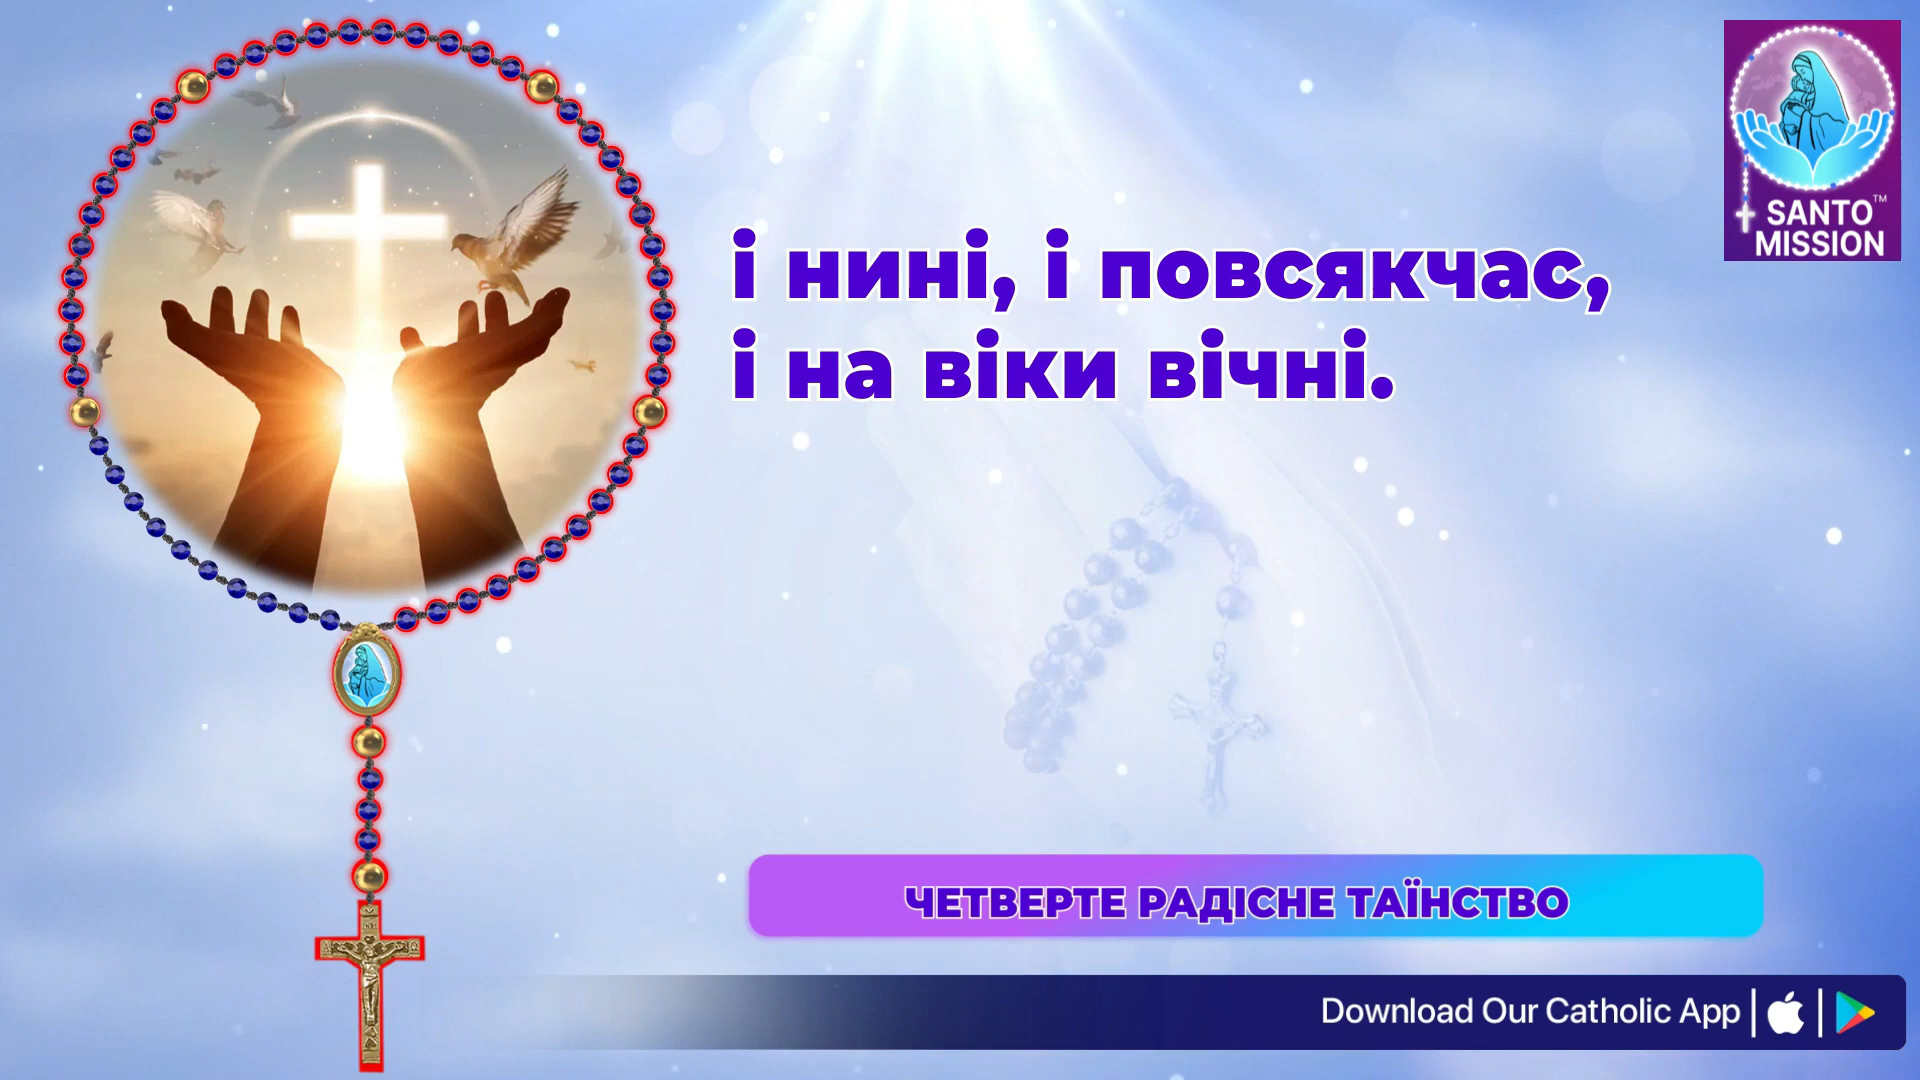 SANTO™
MISSION
і нині, і повсякчас,
і на віки вічні.
ЧЕТВЕРТЕ РАДІСНЕ ТАЇНСТВО
Download Our Catholic App